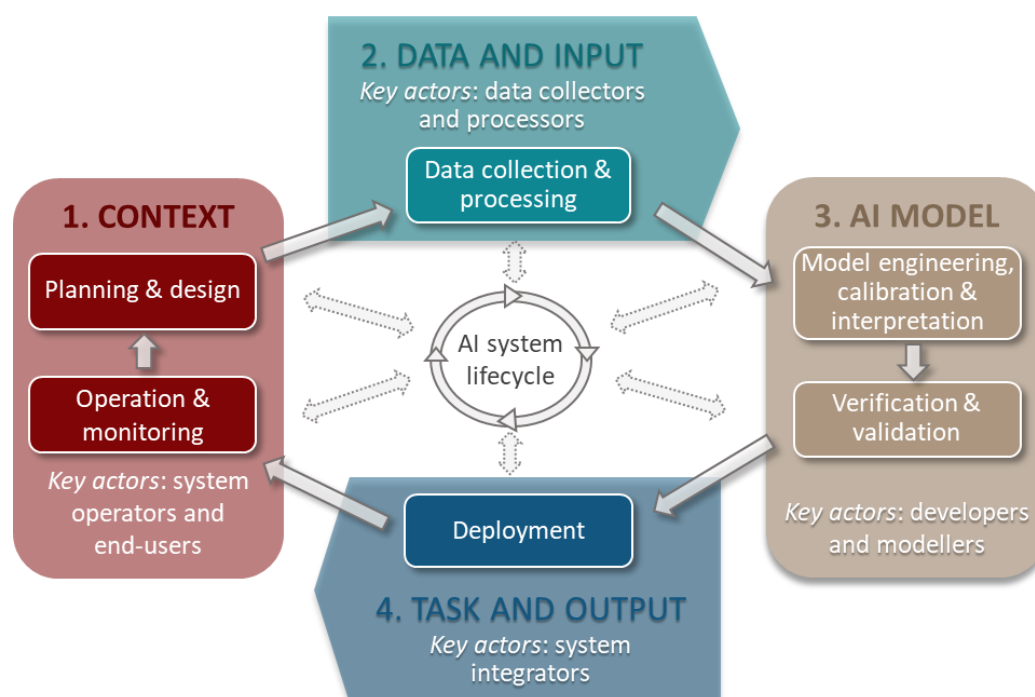 2. DATA AND INPUT
Key actors: data collectors
and processors
Data collection &
processing
1. CONTEXT
Planning & design
Operation &
monitoring
Key actors: system
operators and
end-users
AI system
lifecycle
3. AI MODEL
Model engineering,
calibration &
interpretation
Verification &
validation
Key actors: developers
and modellers
Deployment
4. TASK AND OUTPUT
Key actors: system
integrators